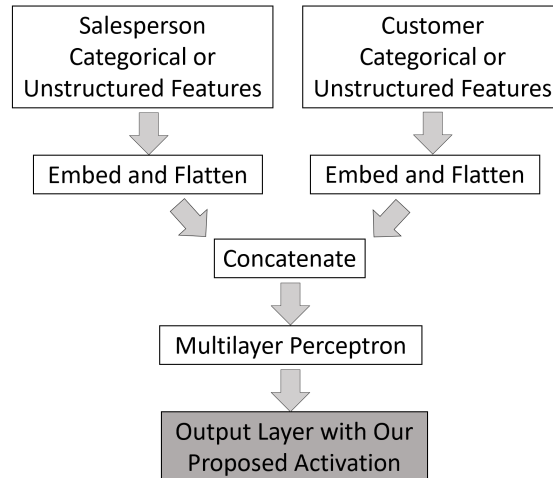 Salesperson
Categorical or
Unstructured Features
Customer
Categorical or
Unstructured Features
Embed and Flatten
Embed and Flatten
Concatenate
Multilayer Perceptron
Output Layer with Our
Proposed Activation